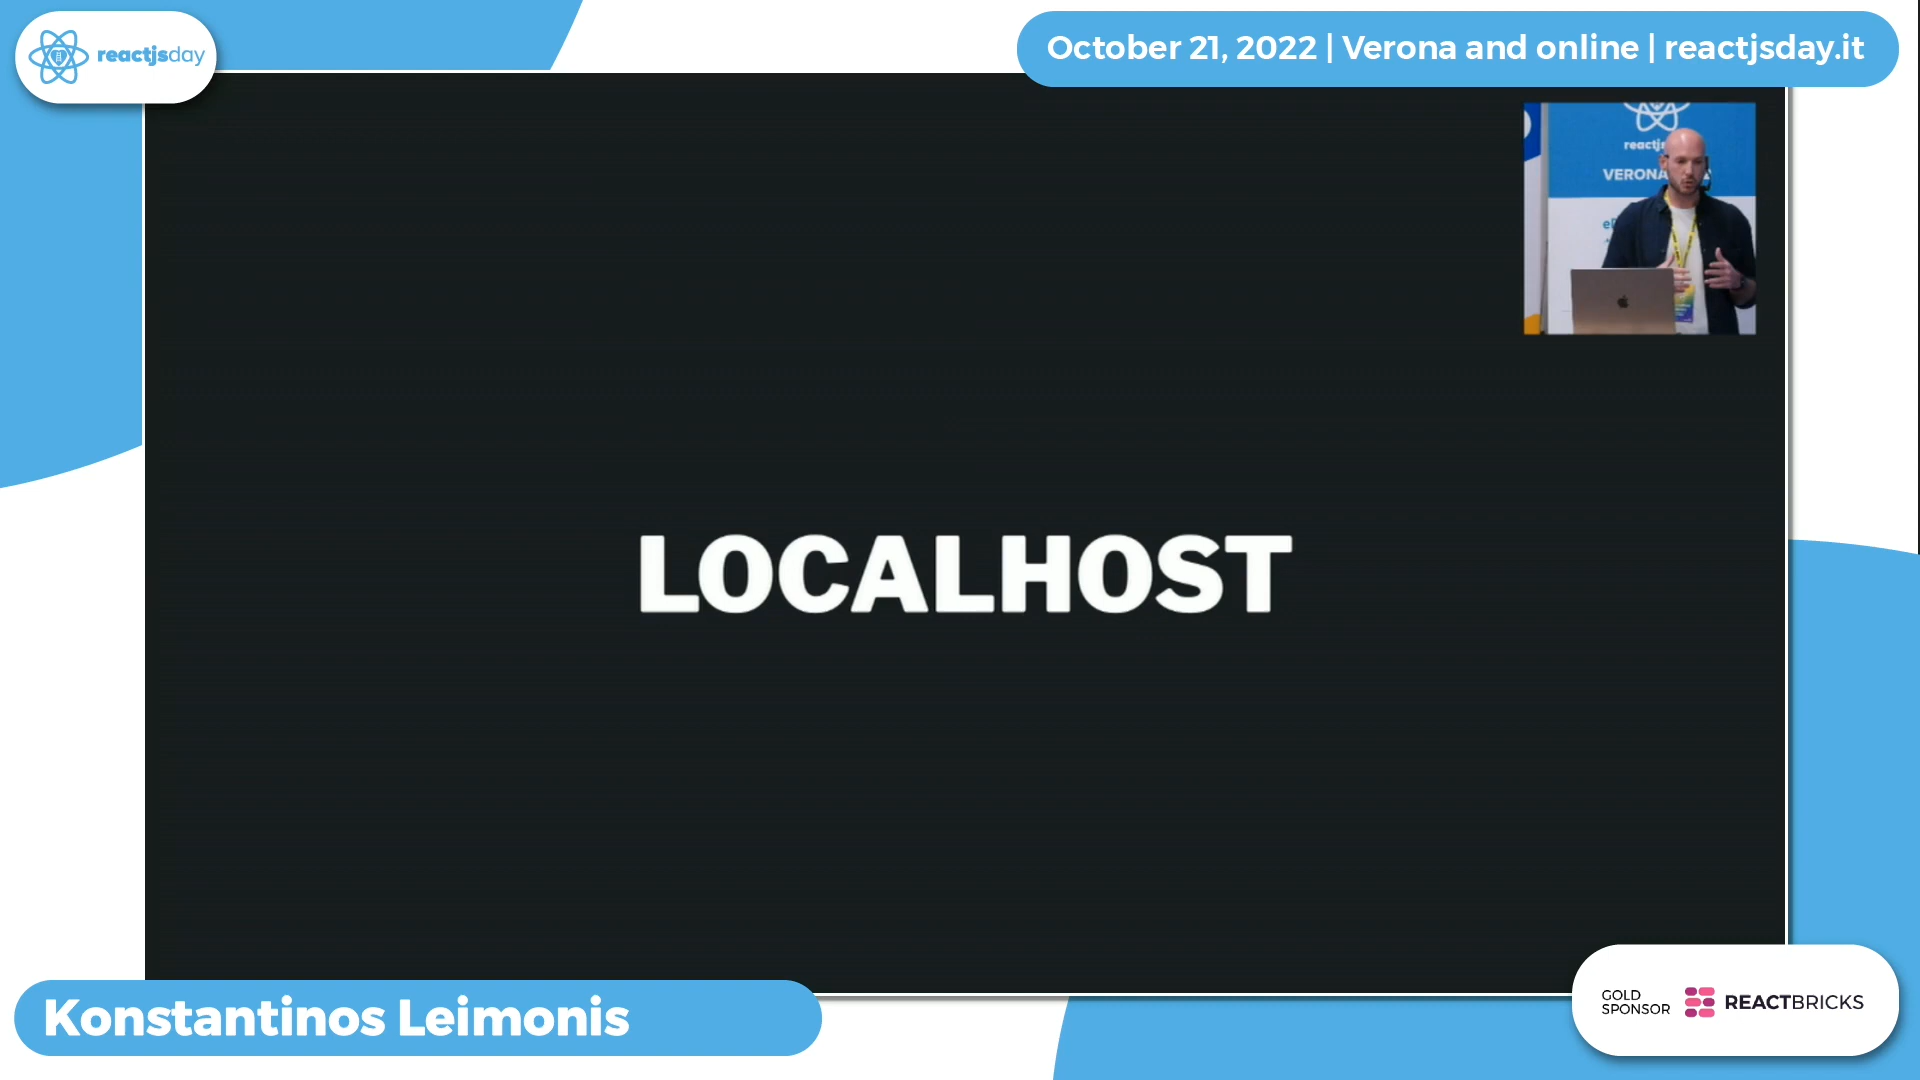 reactjsday
October 21, 2022 | Verona and online | reactjsday.it
reactjs
VERONA
LOCALHOST
Konstantinos Leimonis
GOLD
SPONSOR
REACTBRICKS